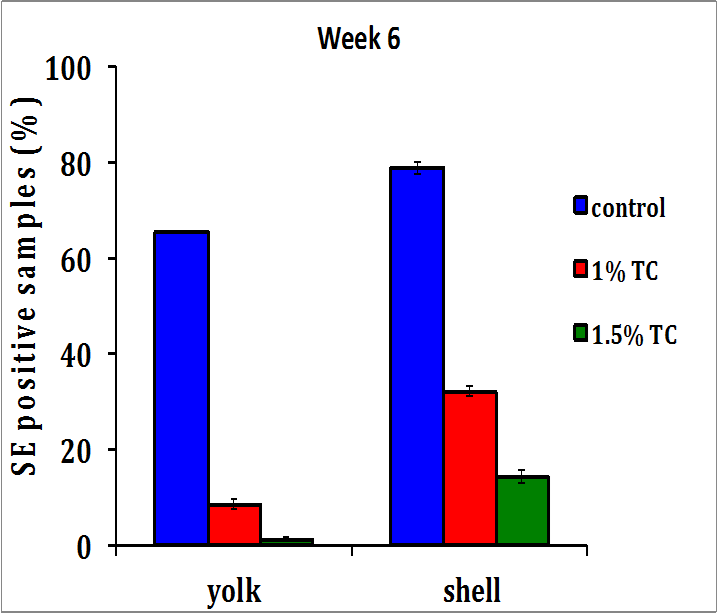 Week 6
SE positive samples (%)
100
80
60
40
20
0
yolk
shell
control
1% TC
1.5% TC